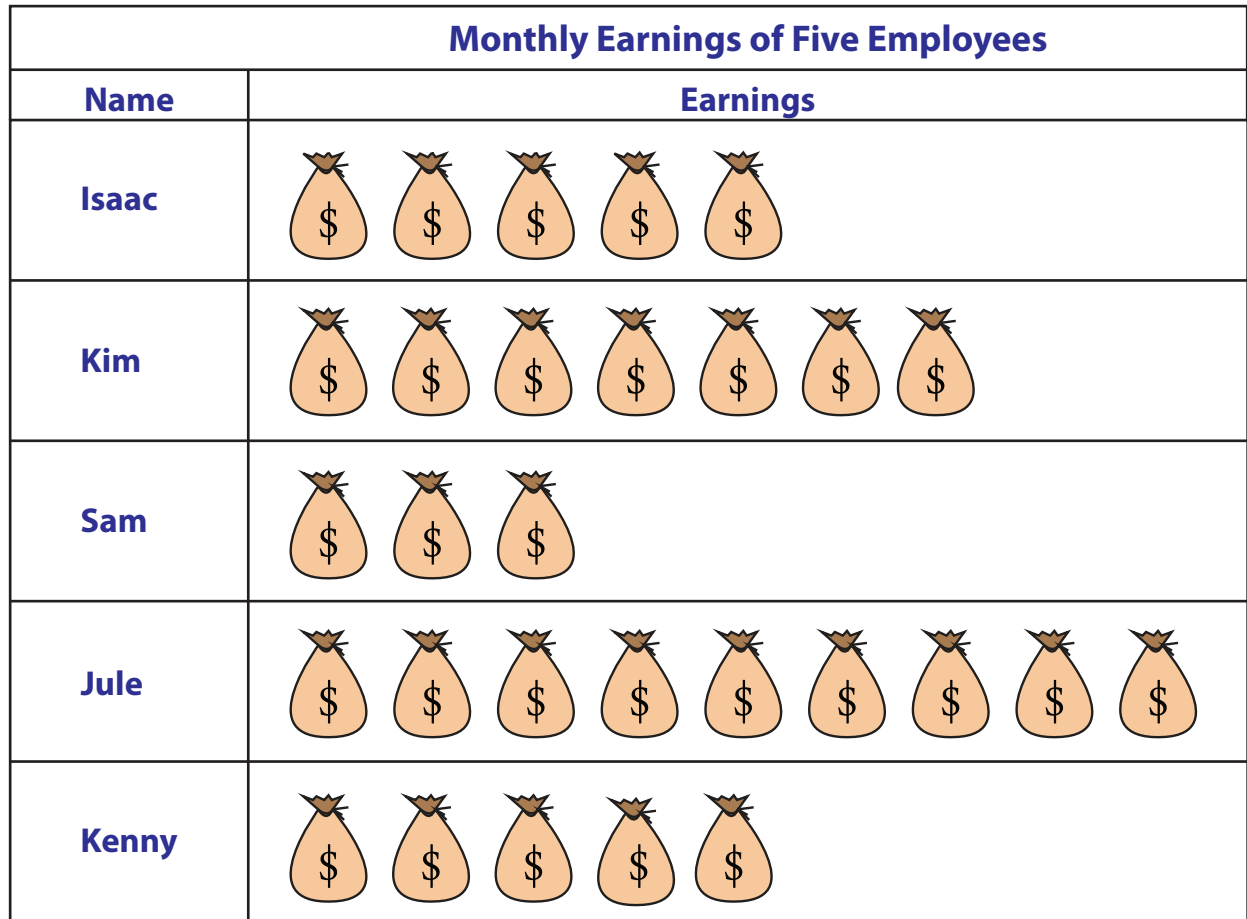 Monthly Earnings of Five Employees
Name Earnings
Isaac $ $ $ $ $
Kim $ $ $ $ $ $ $
Sam $ $ $
Jule $ $ $ $ $ $ $ $ $
Kenny $ $ $ $ $